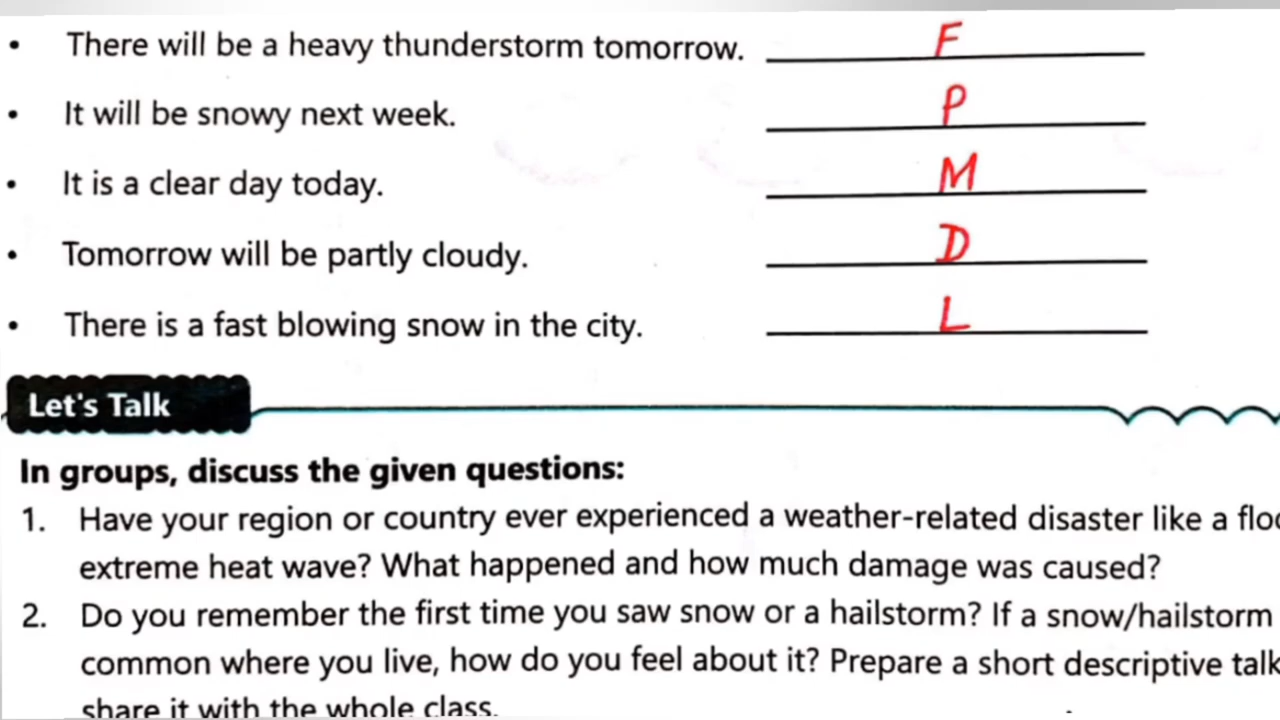 • There will be a heavy thunderstorm tomorrow. F
• It will be snowy next week. P
• It is a clear day today. M
• Tomorrow will be partly cloudy. D
• There is a fast blowing snow in the city. L
Let's Talk
In groups, discuss the given questions:
1. Have your region or country ever experienced a weather-related disaster like a
extreme heat wave? What happened and how much damage was caused?
2. Do you remember the first time you saw snow or a hailstorm? If a snow/hailstorm
common where you live, how do you feel about it? Prepare a short descriptive talk
share it with the whole class.